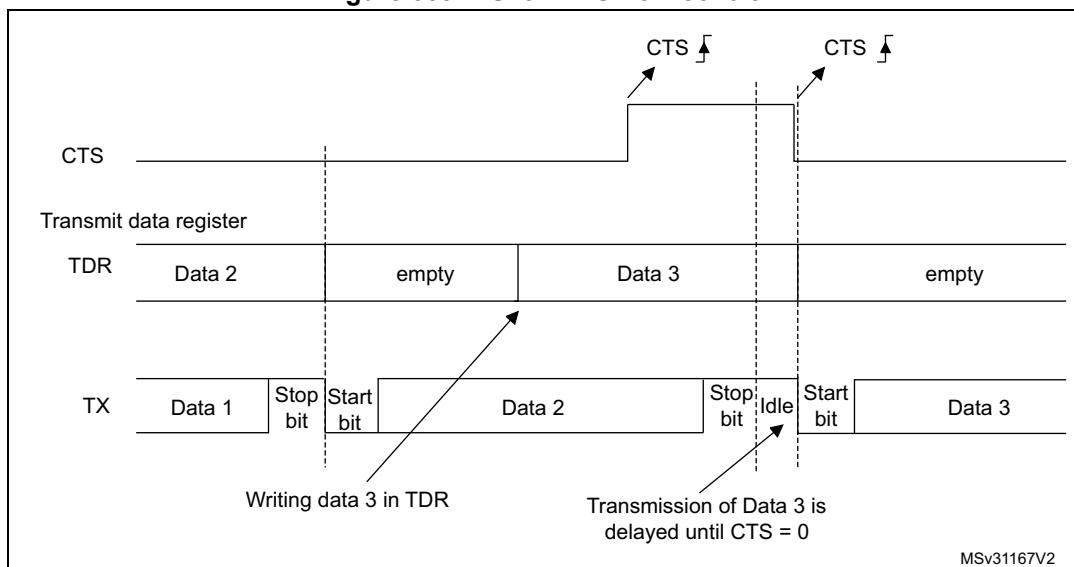 CTS
CTS
CTS
Transmit data register
TDR
Data 2
empty
Data 3
empty
TX
Data 1
Stop
bit
Start
bit
Data 2
Stop
bit
Idle
Start
bit
Data 3
Writing data 3 in TDR
Transmission of Data 3 is
delayed until CTS = 0
MSv31167V2